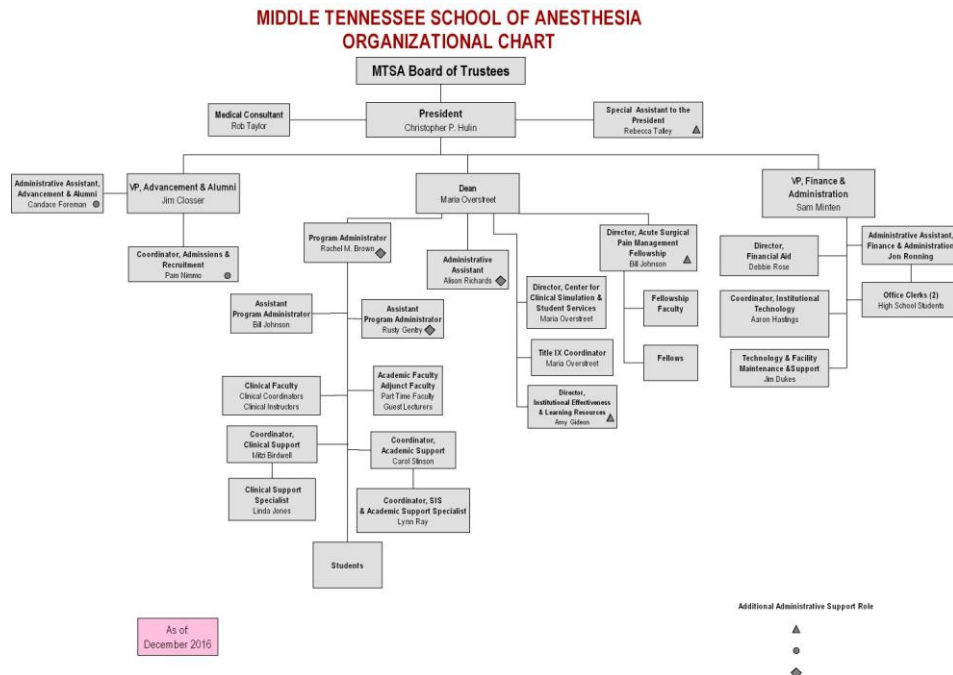 MIDDLE TENNESSEE SCHOOL OF ANESTHESIA
ORGANIZATIONAL CHART
MTSA Board of Trustees
Medical Consultant
Rob Taylor
President
Christopher P. Hulin
Special Assistant to the
President
Rebecca Talley
Administrative Assistant,
Advancement & Alumni
Candace Foreman
VP, Advancement & Alumni
Jim Closser
Dean
Maria Overstreet
VP, Finance &
Administration
Sam Minten
Coordinator, Admissions &
Recruitment
Pam Nimmo
Program Administrator
Rachel M. Brown
Administrative
Assistant
Alison Richards
Director, Acute Surgical
Pain Management
Fellowship
Bill Johnson
Director,
Financial Aid
Debbie Rose
Administrative Assistant,
Finance & Administration
Jon Ronning
Assistant
Program Administrator
Bill Johnson
Assistant
Program Administrator
Rusty Gentry
Director, Center for
Clinical Simulation &
Student Services
Maria Overstreet
Fellowship
Faculty
Coordinator, Institutional
Technology
Aaron Hastings
Office Clerks (2)
High School Students
Title IX Coordinator
Maria Overstreet
Fellows
Technology & Facility
Maintenance &Support
Jim Dukes
Clinical Faculty
Clinical Coordinators
Clinical Instructors
Academic Faculty
Adjunct Faculty
Part Time Faculty
Guest Lecturers
Director,
Institutional Effectiveness
& Learning Resources
Amy Gideon
Coordinator,
Clinical Support
Mitzi Birdwell
Coordinator,
Academic Support
Carol Stinson
Clinical Support
Specialist
Linda Jones
Coordinator, SIS
& Academic Support Specialist
Lynn Ray
Students
As of:
December 2016
Additional Administrative Support Role